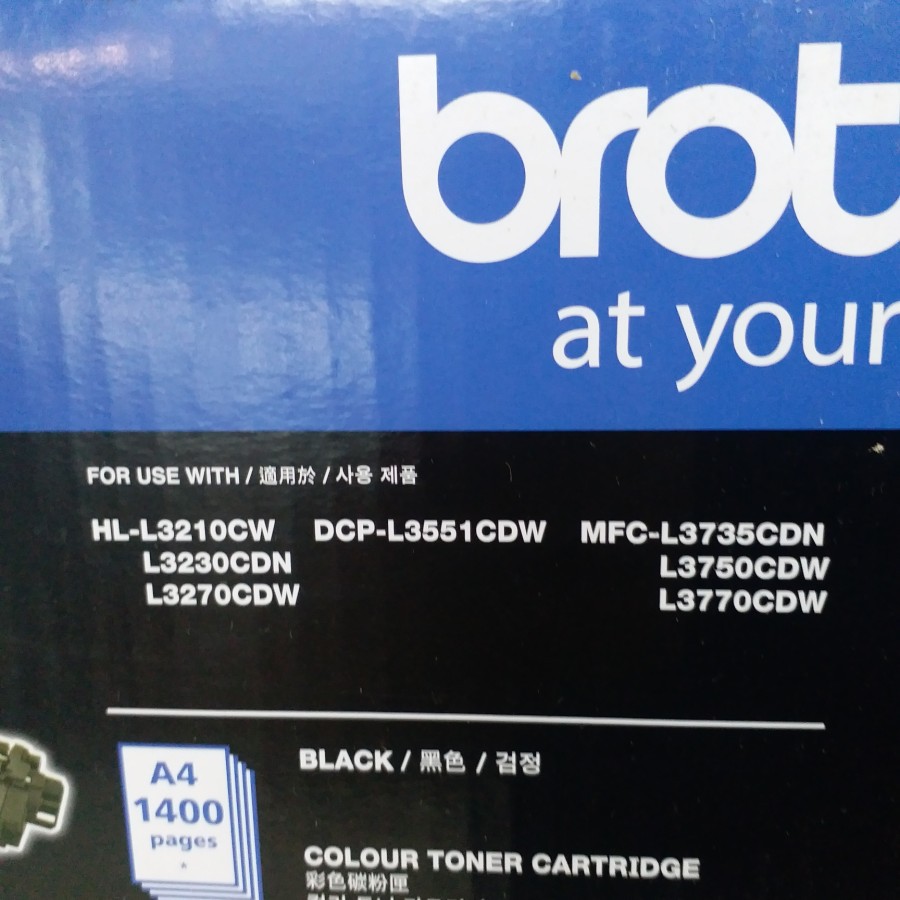 brot
at your
FOR USE WITH / 適用於 / 사용 제품
HL-L3210CW DCP-L3551CDW MFC-L3735CDN
L3230CDN L3750CDW
L3270CDW L3770CDW
BLACK / 黑色 / 검정
A4
1400
pages
*
COLOUR TONER CARTRIDGE
彩色碳粉匣